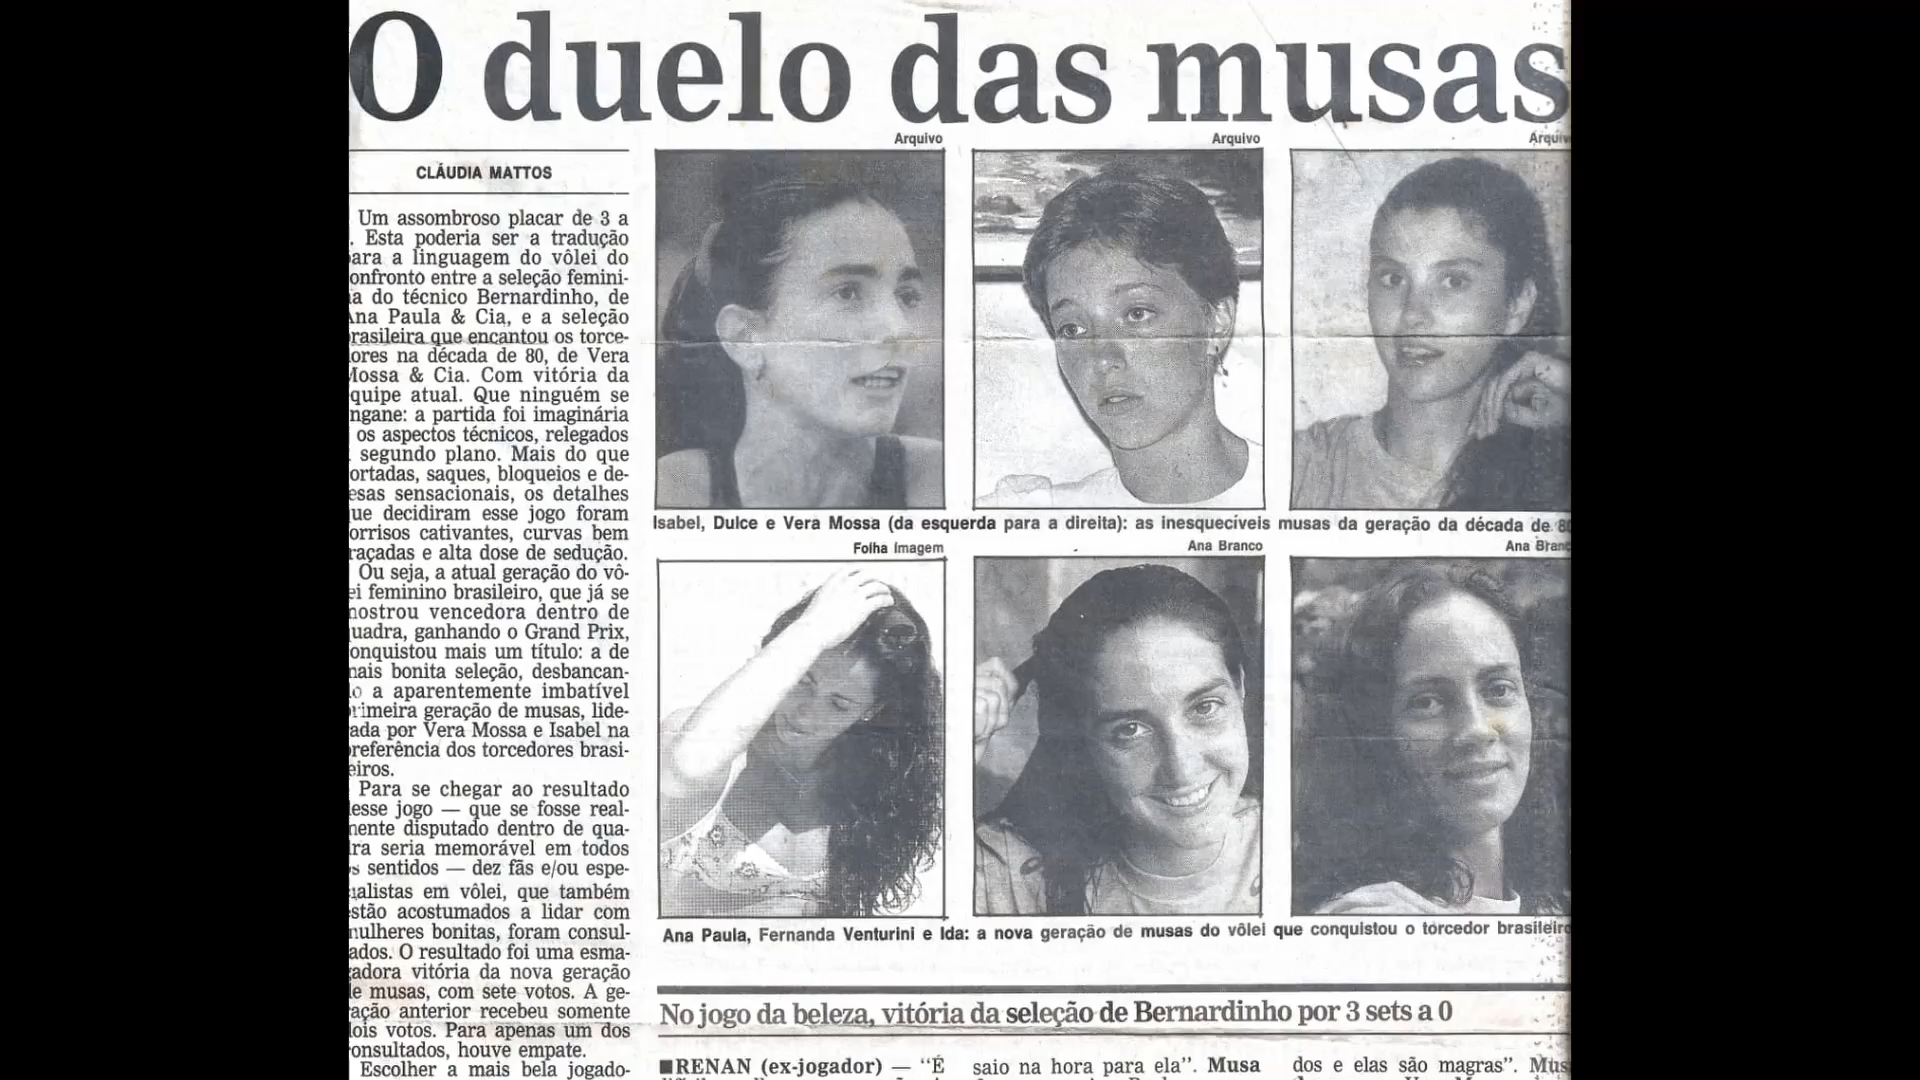 O duelo das musas
Arquivo
Arquivo
CLÁUDIA MATTOS
Um assombroso placar de 3 a
. Esta poderia ser a tradução
ara a linguagem do vôlei do
onfronto entre a seleção femini-
a do técnico Bernardinho, de
na Paula & Cia, e a seleção
rasileira que encantou os torce-
ores na década de 80, de Vera
ossa & Cia. Com vitória da
quipe atual. Que ninguém se
ngane: a partida foi imaginária
os aspectos técnicos, relegados
segundo plano. Mais do que
ortadas, saques, bloqueios e de-
esas sensacionais, os detalhes
ue decidiram esse jogo foram
orrisos cativantes, curvas bem
raçadas e alta dose de sedução.
Ou seja, a atual geração do vô-
ei feminino brasileiro, que já se
ostrou vencedora dentro de
uadra, ganhando o Grand Prix,
onquistou mais um título: a de
ais bonita seleção, desbancan-
o a aparentemente imbatível
rimeira geração de musas, lide-
ada por Vera Mossa e Isabel na
referência dos torcedores brasi-
eiros.
Para se chegar ao resultado
esse jogo — que se fosse real-
ente disputado dentro de qua-
ra seria memorável em todos
s sentidos — dez fãs e/ou espe-
ialistas em vôlei, que também
stão acostumados a lidar com
ulheres bonitas, foram consul-
ados. O resultado foi uma esma-
adora vitória da nova geração
e musas, com sete votos. A ge-
ação anterior recebeu somente
ois votos. Para apenas um dos
onsultados, houve empate.
Escolher a mais bela jogado-
Isabel, Dulce e Vera Mossa (da esquerda para a direita): as inesquecíveis musas da geração da década de 80
Folha Imagem
Ana Branco
Ana Branc
Ana Paula, Fernanda Venturini e Ida: a nova geração de musas do vôlei que conquistou o torcedor brasileiro
No jogo da beleza, vitória da seleção de Bernardinho por 3 sets a 0
■RENAN (ex-jogador) — “É
saio na hora para ela”. Musa
dos e elas são magras”. Mus